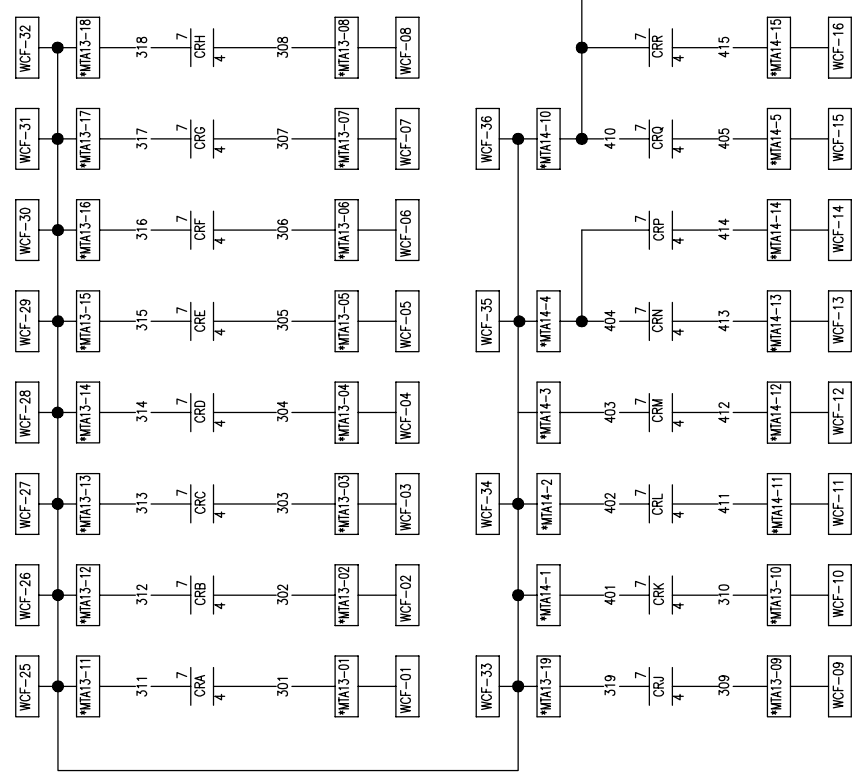 WCF-32
*MTA13-18
318
7
CRH
4
308
*MTA13-08
WCF-08
WCF-31
*MTA13-17
317
7
CRG
4
307
*MTA13-07
WCF-07
WCF-30
*MTA13-16
316
7
CRF
4
306
*MTA13-06
WCF-06
WCF-29
*MTA13-15
315
7
CRE
4
305
*MTA13-05
WCF-05
WCF-28
*MTA13-14
314
7
CRD
4
304
*MTA13-04
WCF-04
WCF-27
*MTA13-13
313
7
CRC
4
303
*MTA13-03
WCF-03
WCF-26
*MTA13-12
312
7
CRB
4
302
*MTA13-02
WCF-02
WCF-25
*MTA13-11
311
7
CRA
4
301
*MTA13-01
WCF-01
7
CRR
4
415
*MTA14-15
WCF-16
WCF-36
*MTA14-10
410
7
CRQ
4
405
*MTA14-5
WCF-15
7
CRP
4
414
*MTA14-14
WCF-14
WCF-35
*MTA14-4
404
7
CRN
4
413
*MTA14-13
WCF-13
*MTA14-3
403
7
CRM
4
412
*MTA14-12
WCF-12
WCF-34
*MTA14-2
402
7
CRL
4
411
*MTA14-11
WCF-11
*MTA14-1
401
7
CRK
4
310
*MTA13-10
WCF-10
WCF-33
*MTA13-19
319
7
CRJ
4
309
*MTA13-09
WCF-09